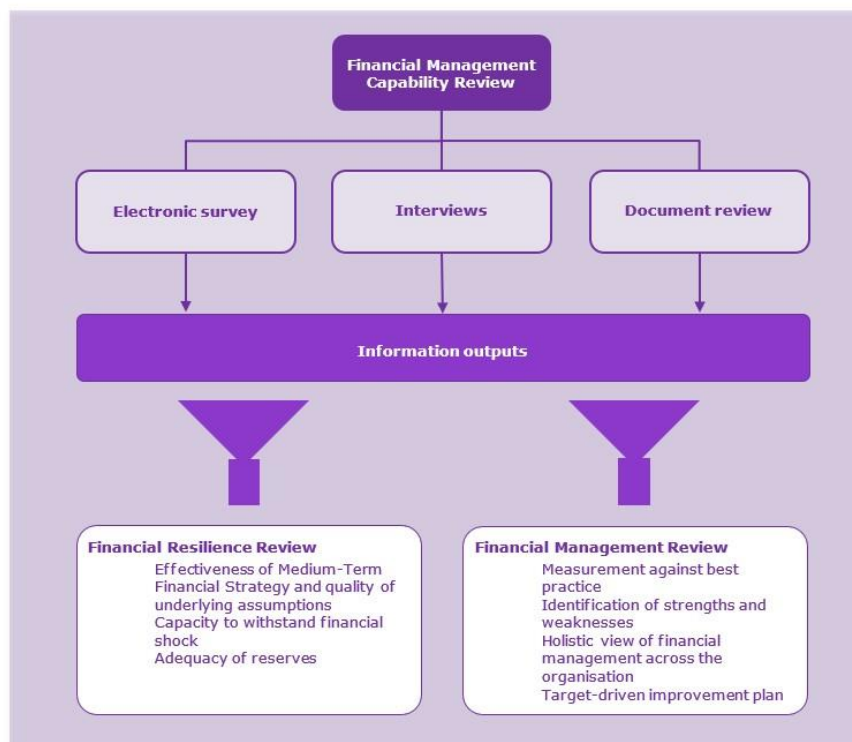 Financial Management
Capability Review
Electronic survey
Interviews
Document review
Information outputs
Financial Resilience Review
Effectiveness of Medium-Term
Financial Strategy and quality of
underlying assumptions
Capacity to withstand financial
shock
Adequacy of reserves
Financial Management Review
Measurement against best
practice
Identification of strengths and
weaknesses
Holistic view of financial
management across the
organisation
Target-driven improvement plan